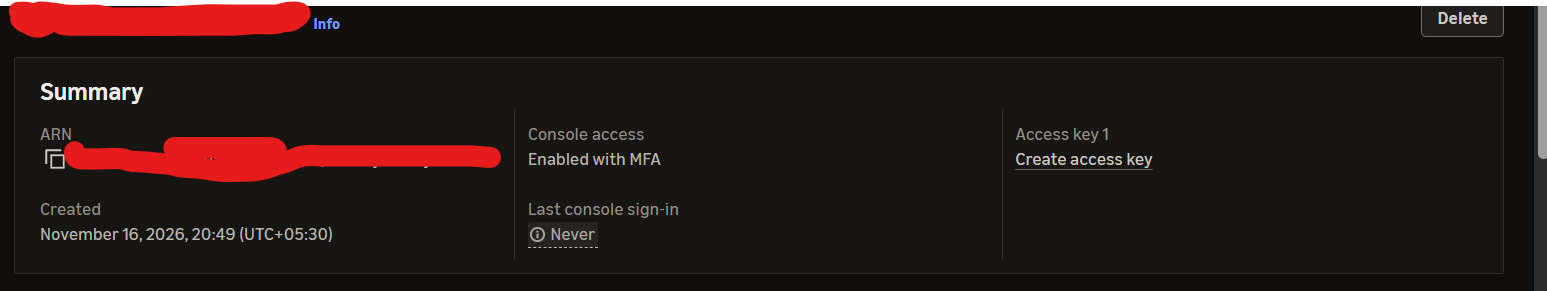 Info
Delete
Summary
ARN
Console access
Enabled with MFA
Access key 1
Create access key
Created
November 16, 2026, 20:49 (UTC+05:30)
Last console sign-in
Never